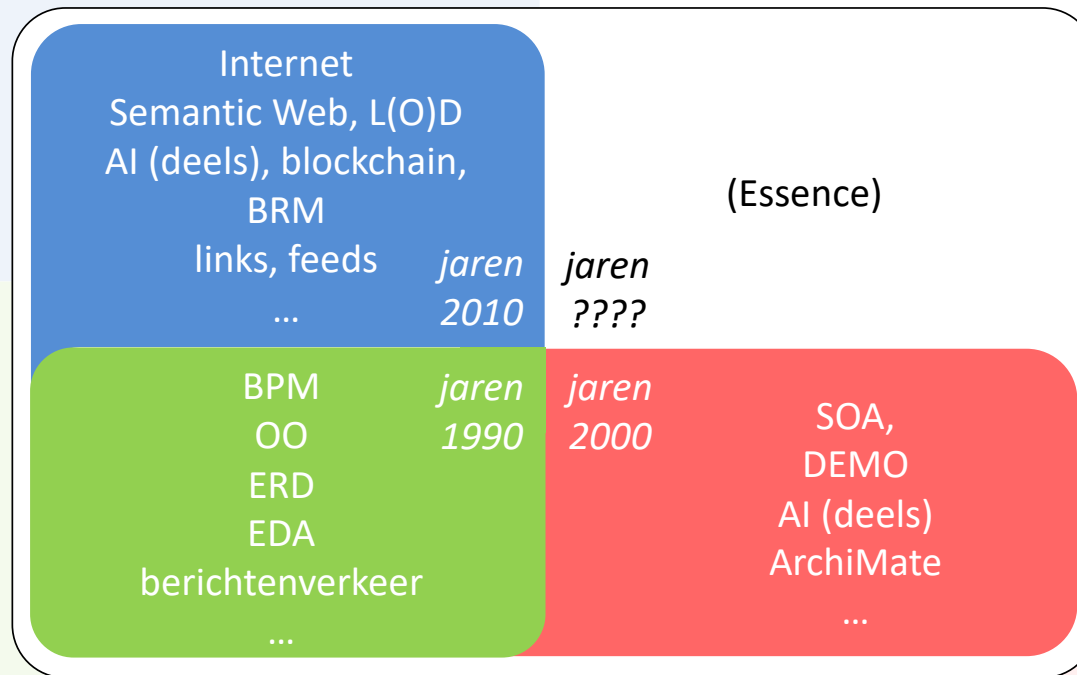 Internet
Semantic Web, L(O)D
AI (deels), blockchain,
BRM
links, feeds
...
jaren
2010
(Essence)
jaren
????
BPM
OO
ERD
EDA
berichtenverkeer
...
jaren
1990
jaren
2000
SOA,
DEMO
AI (deels)
ArchiMate
...